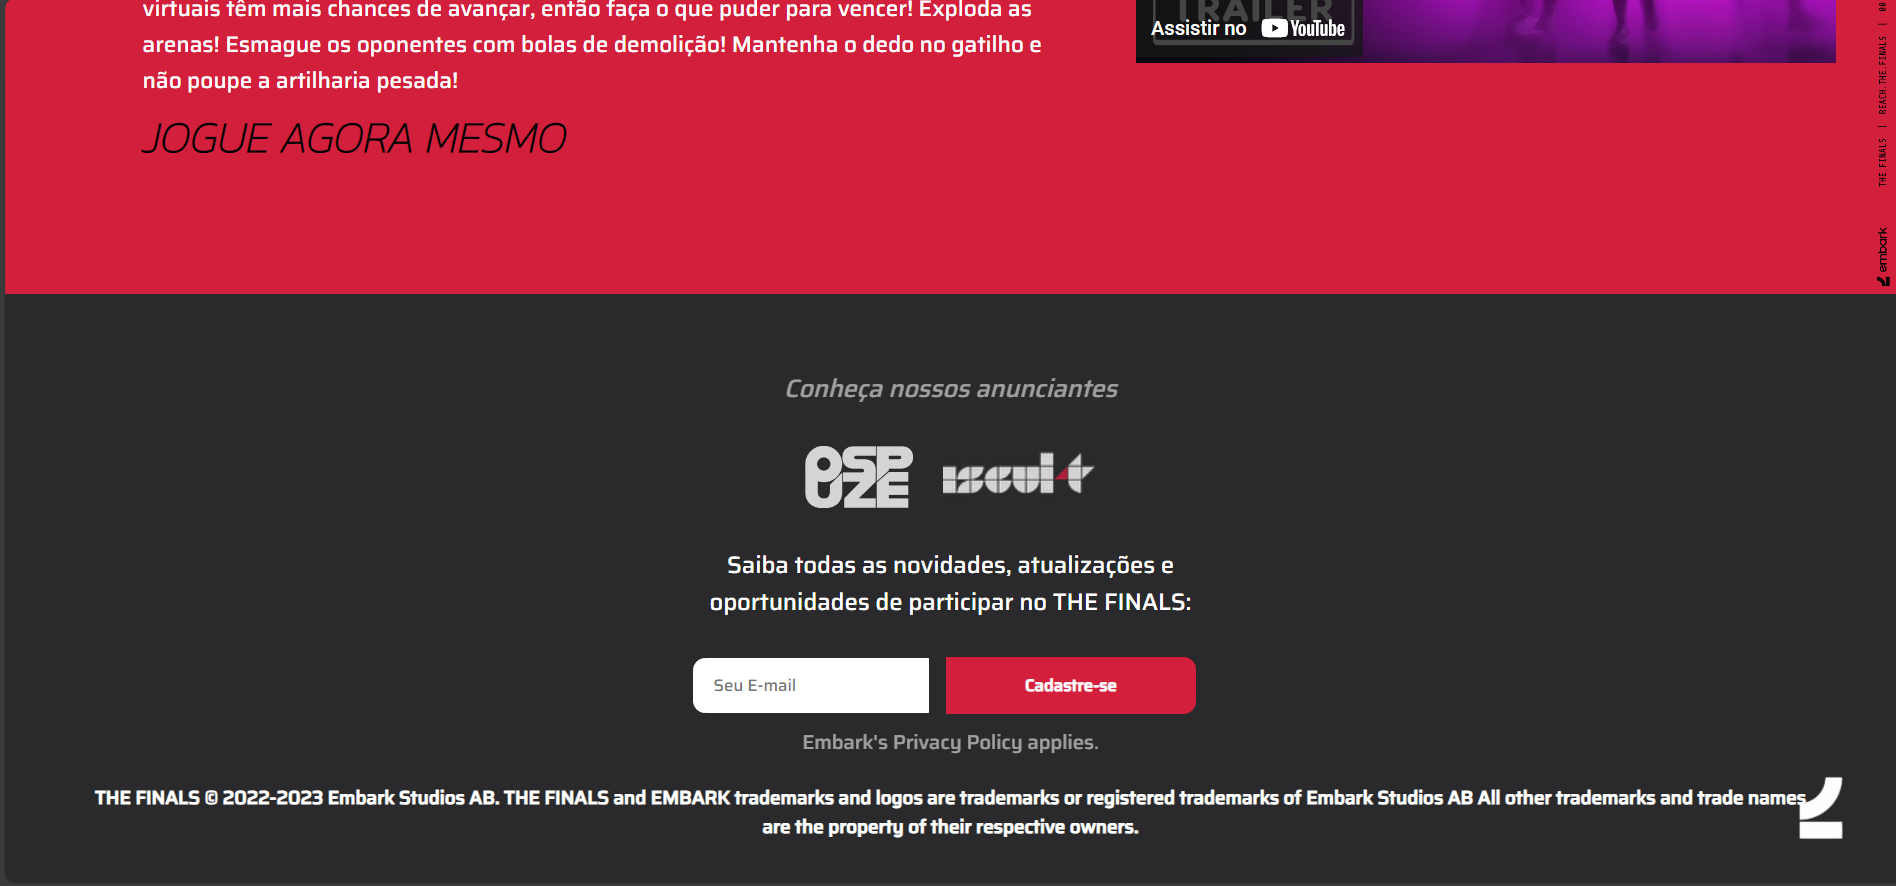 virtuais têm mais chances de avançar, então faça o que puder para vencer! Exploda as
arenas! Esmague os oponentes com bolas de demolição! Mantenha o dedo no gatilho e
não poupe a artilharia pesada!
JOGUE AGORA MESMO
TRAILER
Assistir no YouTube
THE FINALS | REACH.THE.FINALS | 00
embark
Conheça nossos anunciantes
OSPUZE
ISCUL+T
Saiba todas as novidades, atualizações e
oportunidades de participar no THE FINALS:
Seu E-mail
Cadastre-se
Embark's Privacy Policy applies.
THE FINALS © 2022-2023 Embark Studios AB. THE FINALS and EMBARK trademarks and logos are trademarks or registered trademarks of Embark Studios AB All other trademarks and trade names
are the property of their respective owners.